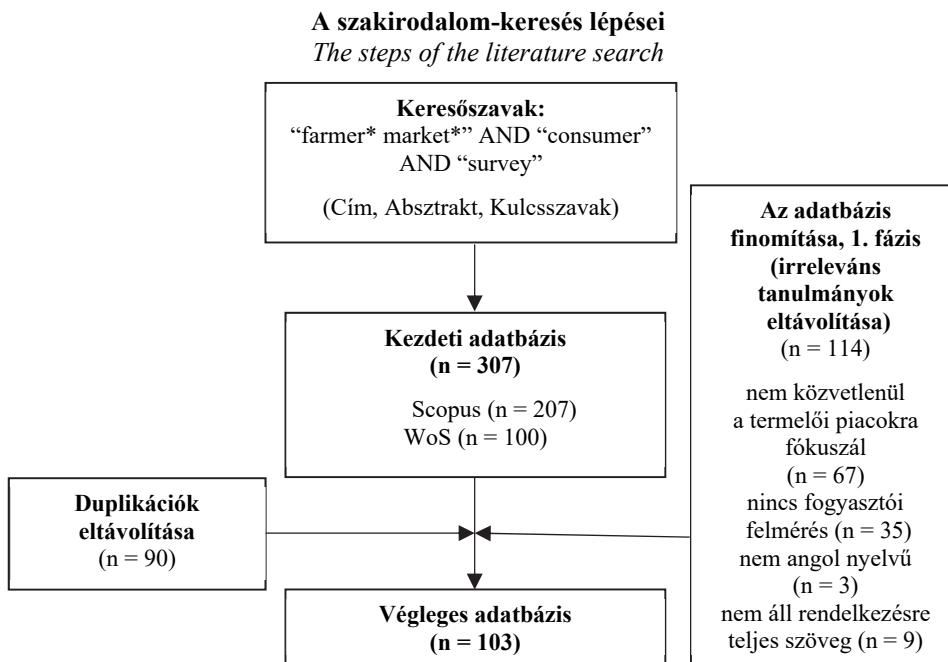 A szakirodalom-keresés lépései
The steps of the literature search
Keresőszavak:
“farmer* market*” AND “consumer”
AND “survey”
(Cím, Absztrakt, Kulcsszavak)
Kezdeti adatbázis
(n = 307)
Scopus (n = 207)
WoS (n = 100)
Duplikációk
eltávolítása
(n = 90)
Az adatbázis
finomítása, 1. fázis
(irreleváns
tanulmányok
eltávolítása)
(n = 114)
nem közvetlenül
a termelői piacokra
fókuszál
(n = 67)
nincs fogyasztói
felmérés (n = 35)
nem angol nyelvű
(n = 3)
nem áll rendelkezésre
teljes szöveg (n = 9)
Végleges adatbázis
(n = 103)